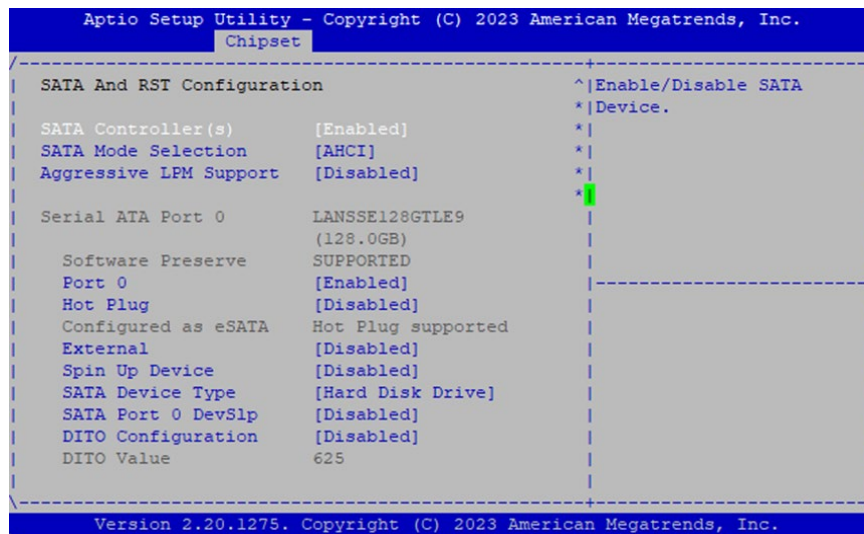 Aptio Setup Utility - Copyright (C) 2023 American Megatrends, Inc.
Chipset
SATA And RST Configuration
Enable/Disable SATA
Device.
SATA Controller(s) [Enabled]
SATA Mode Selection [AHCI]
Aggressive LPM Support [Disabled]
Serial ATA Port 0 LANSSE128GTLE9
(128.0GB)
Software Preserve SUPPORTED
Port 0 [Enabled]
Hot Plug [Disabled]
Configured as eSATA Hot Plug supported
External [Disabled]
Spin Up Device [Disabled]
SATA Device Type [Hard Disk Drive]
SATA Port 0 DevSlp [Disabled]
DITO Configuration [Disabled]
DITO Value 625
Version 2.20.1275. Copyright (C) 2023 American Megatrends, Inc.